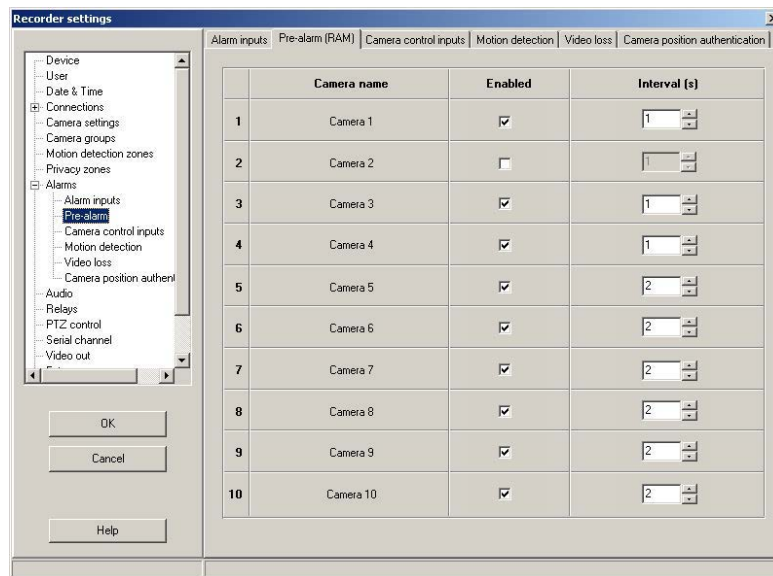 Recorder settings
Device
User
Date & Time
Connections
Camera settings
Camera groups
Motion detection zones
Privacy zones
Alarms
Alarm inputs
Pre-alarm
Camera control inputs
Motion detection
Video loss
Camera position authent
Audio
Relays
PTZ control
Serial channel
Video out
OK
Cancel
Help
Alarm inputs Pre-alarm (RAM) Camera control inputs Motion detection Video loss Camera position authentication
Camera name Enabled Interval (s)
1 Camera 1 1
2 Camera 2 1
3 Camera 3 1
4 Camera 4 1
5 Camera 5 2
6 Camera 6 2
7 Camera 7 2
8 Camera 8 2
9 Camera 9 2
10 Camera 10 2